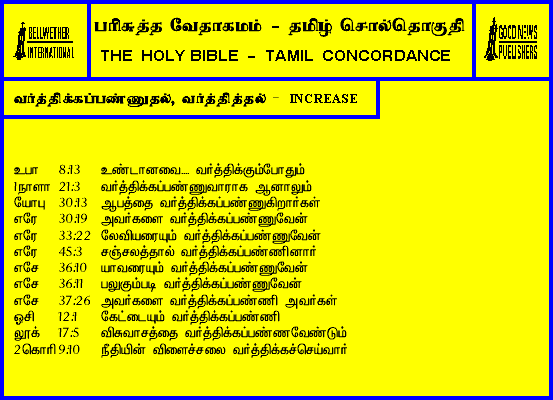 BELLWETHER INTERNATIONAL
பரிசுத்த வேதாகமம் - தமிழ் சொல்தொகுதி
THE HOLY BIBLE - TAMIL CONCORDANCE
GOOD NEWS PUBLISHERS
வர்த்திக்கப்பண்ணுதல், வர்த்தித்தல் - INCREASE
உபா 8:13 உண்டானவை.... வர்த்திக்கும்போதும்
1நாளா 21:3 வர்த்திக்கப்பண்ணுவாராக ஆனாலும்
யோபு 30:13 ஆபத்தை வர்த்திக்கப்பண்ணுகிறார்கள்
எரே 30:19 அவர்களை வர்த்திக்கப்பண்ணுவேன்
எரே 33:22 லேவியரையும் வர்த்திக்கப்பண்ணுவேன்
எரே 45:3 சஞ்சலத்தால் வர்த்திக்கப்பண்ணினார்
எசே 36:10 யாவரையும் வர்த்திக்கப்பண்ணுவேன்
எசே 36:11 பலுகும்படி வர்த்திக்கப்பண்ணுவேன்
எசே 37:26 அவர்களை வர்த்திக்கப்பண்ணி அவர்கள்
ஓசி 12:1 கேட்டையும் வர்த்திக்கப்பண்ணி
லூக் 17:5 விசுவாசத்தை வர்த்திக்கப்பண்ணவேண்டும்
2கொரி 9:10 நீதியின் விளைச்சலை வர்த்திக்கச்செய்வார்